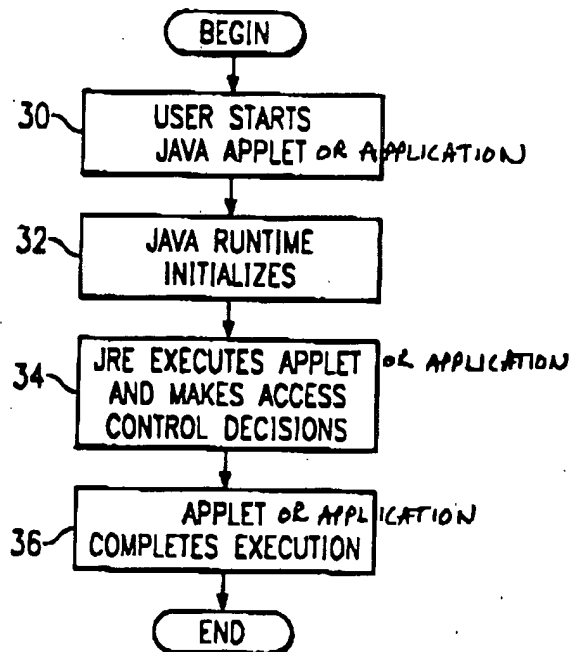 BEGIN
30
USER STARTS
JAVA APPLET OR APPLICATION
32
JAVA RUNTIME
INITIALIZES
34
JRE EXECUTES APPLET OR APPLICATION
AND MAKES ACCESS
CONTROL DECISIONS
36
APPLET OR APPLICATION
COMPLETES EXECUTION
END